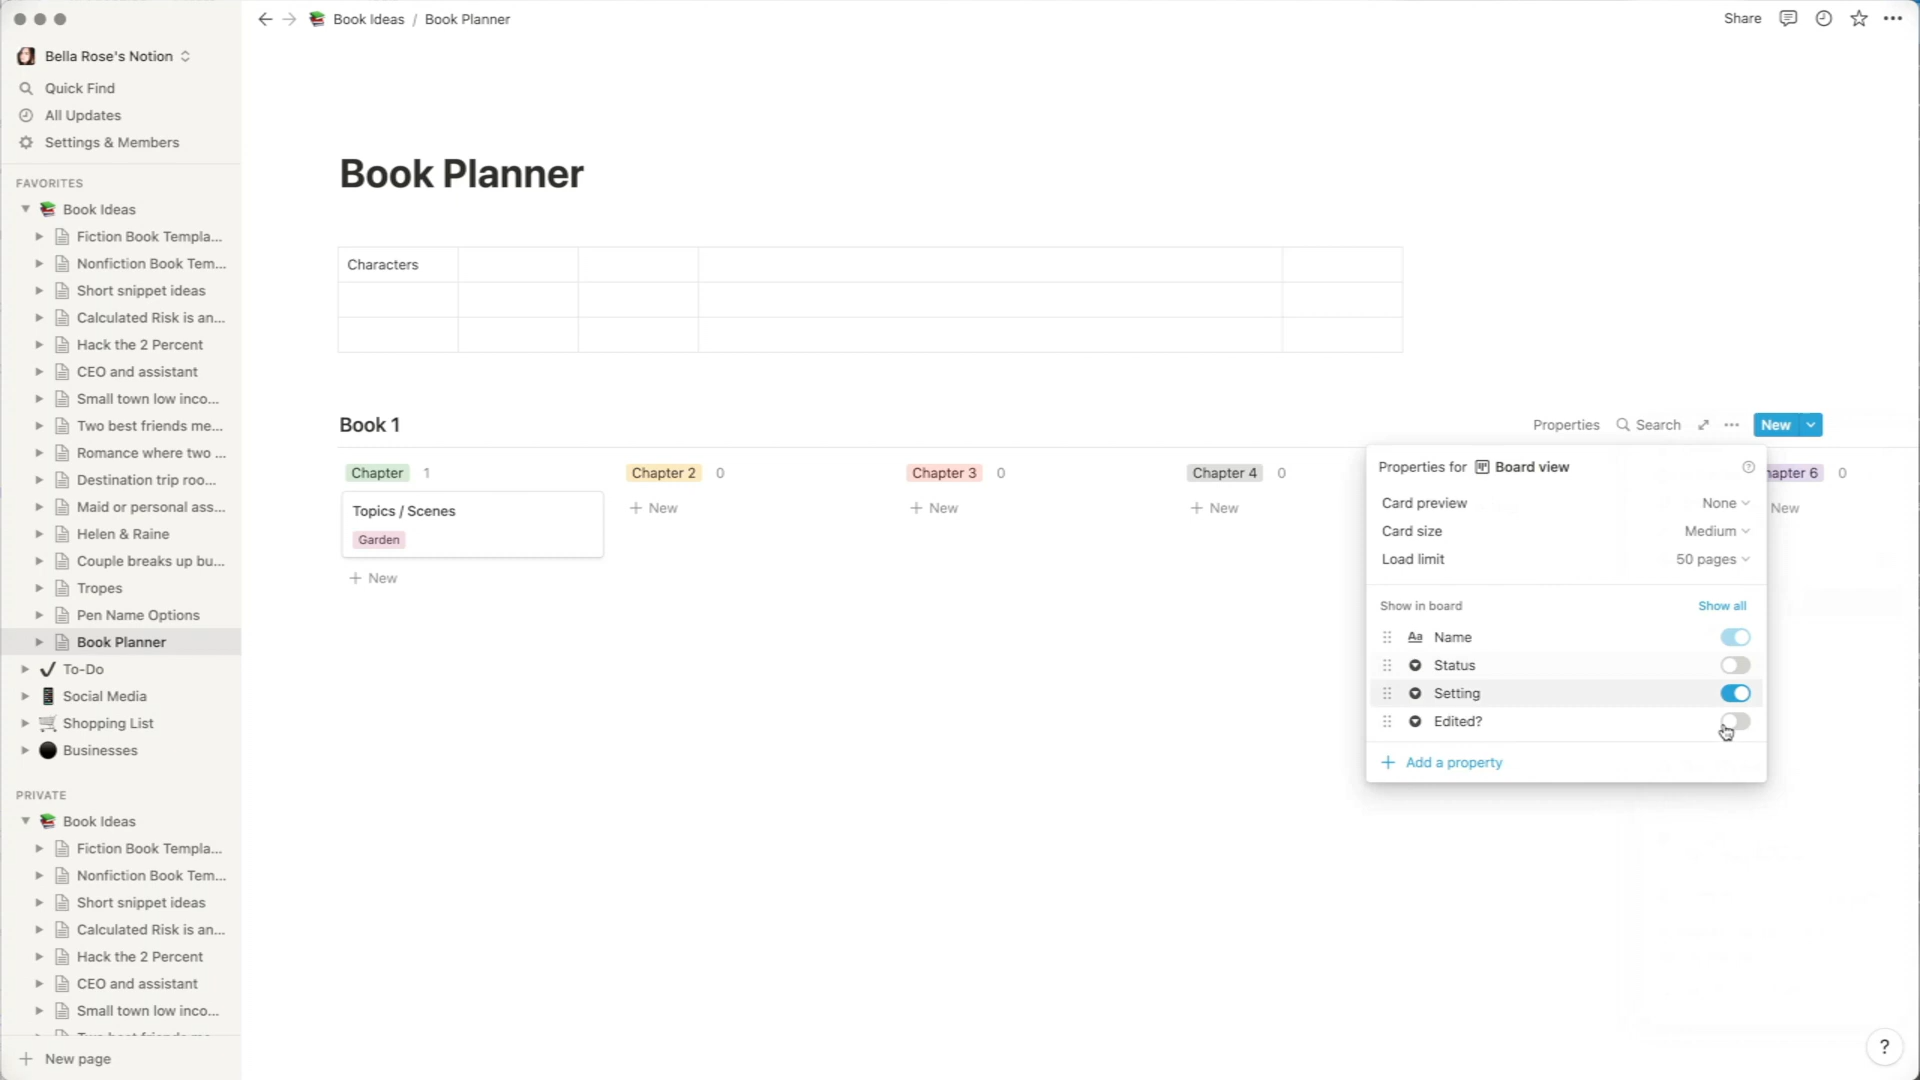 Book Ideas / Book Planner
Share
Bella Rose's Notion
Quick Find
All Updates
Settings & Members
FAVORITES
Book Ideas
Fiction Book Templa...
Nonfiction Book Tem...
Short snippet ideas
Calculated Risk is an...
Hack the 2 Percent
CEO and assistant
Small town low inco...
Two best friends me...
Romance where two ...
Destination trip roo...
Maid or personal ass...
Helen & Raine
Couple breaks up bu...
Tropes
Pen Name Options
Book Planner
To-Do
Social Media
Shopping List
Businesses
PRIVATE
Book Ideas
Fiction Book Templa...
Nonfiction Book Tem...
Short snippet ideas
Calculated Risk is an...
Hack the 2 Percent
CEO and assistant
Small town low inco...
+ New page
Book Planner
Characters
Book 1
Properties
Search
New
Chapter 1
Chapter 2 0
Chapter 3 0
Chapter 4 0
hapter 6 0
Topics / Scenes
Garden
+ New
+ New
+ New
+ New
New
Properties for Board view
Card preview None
Card size Medium
Load limit 50 pages
Show in board Show all
Aa Name
Status
Setting
Edited?
+ Add a property
?